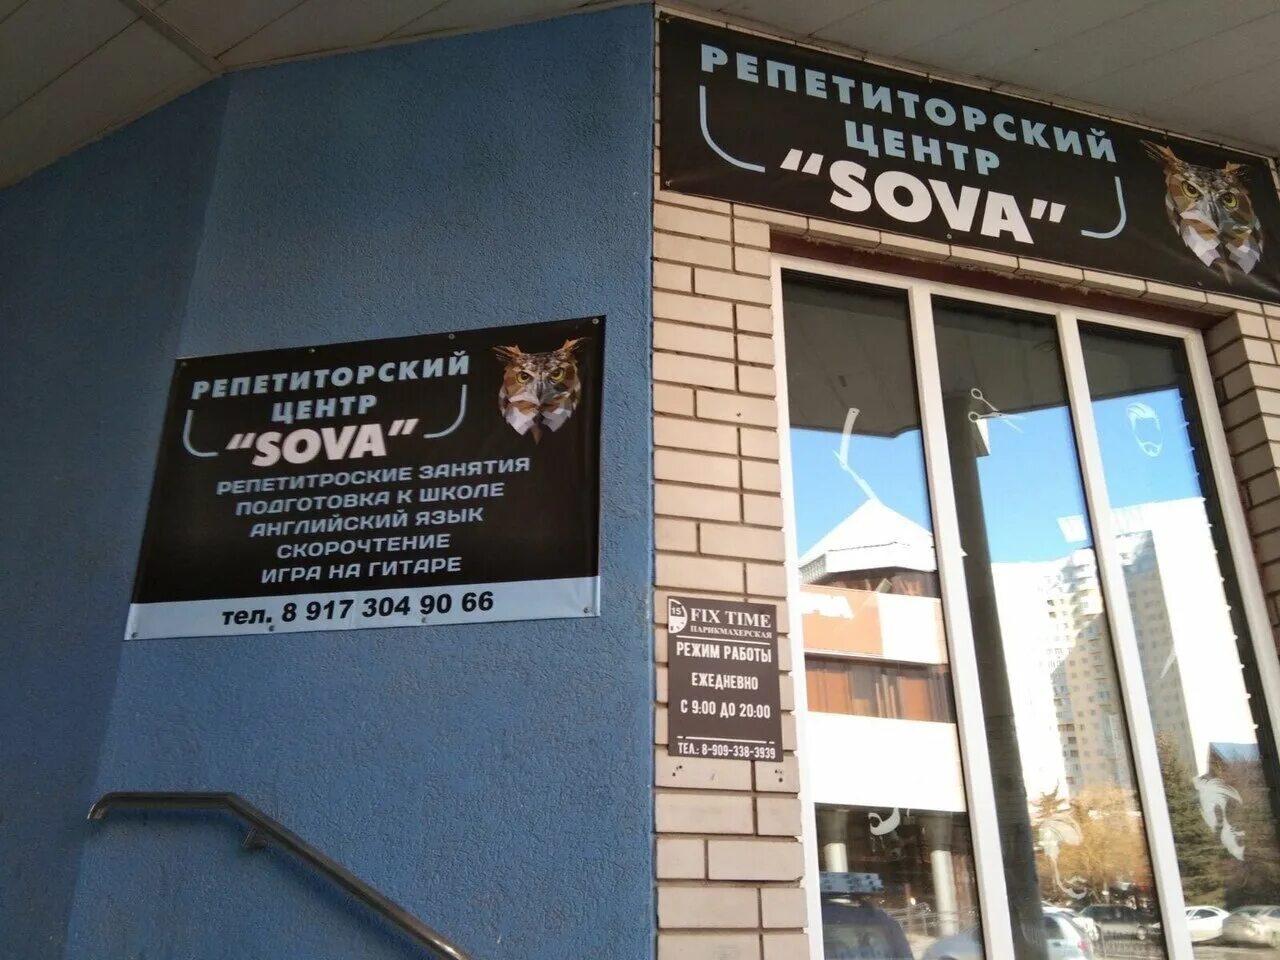 РЕПЕТИТОРСКИЙ
ЦЕНТР
"SOVA"
РЕПЕТИТОРСКИЙ
ЦЕНТР
"SOVA"
РЕПЕТИТРОСКИЕ ЗАНЯТИЯ
ПОДГОТОВКА К ШКОЛЕ
АНГЛИЙСКИЙ ЯЗЫК
СКОРОЧТЕНИЕ
ИГРА НА ГИТАРЕ
тел. 8 917 304 90 66
15
FIX TIME
ПАРИКМАХЕРСКАЯ
РЕЖИМ РАБОТЫ
ЕЖЕДНЕВНО
С 9:00 ДО 20:00
ТЕЛ.: 8-909-338-3939